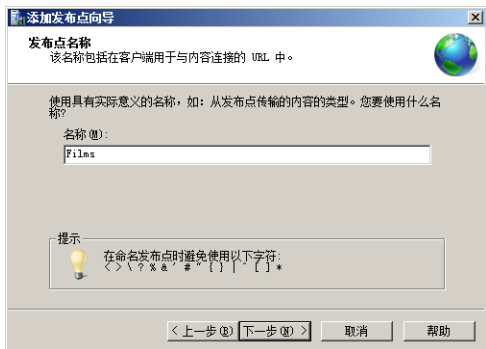 添加发布点向导
发布点名称
该名称包括在客户端用于与内容连接的 URL 中。
使用具有实际意义的名称，如：从发布点传输的内容的类型。您要使用什么名
称?
名称(M):
Films
提示
在命名发布点时避免使用以下字符:
< > \ ? % & ' # " { } | ^ [ ] *
< 上一步(B) 下一步(N) > 取消 帮助